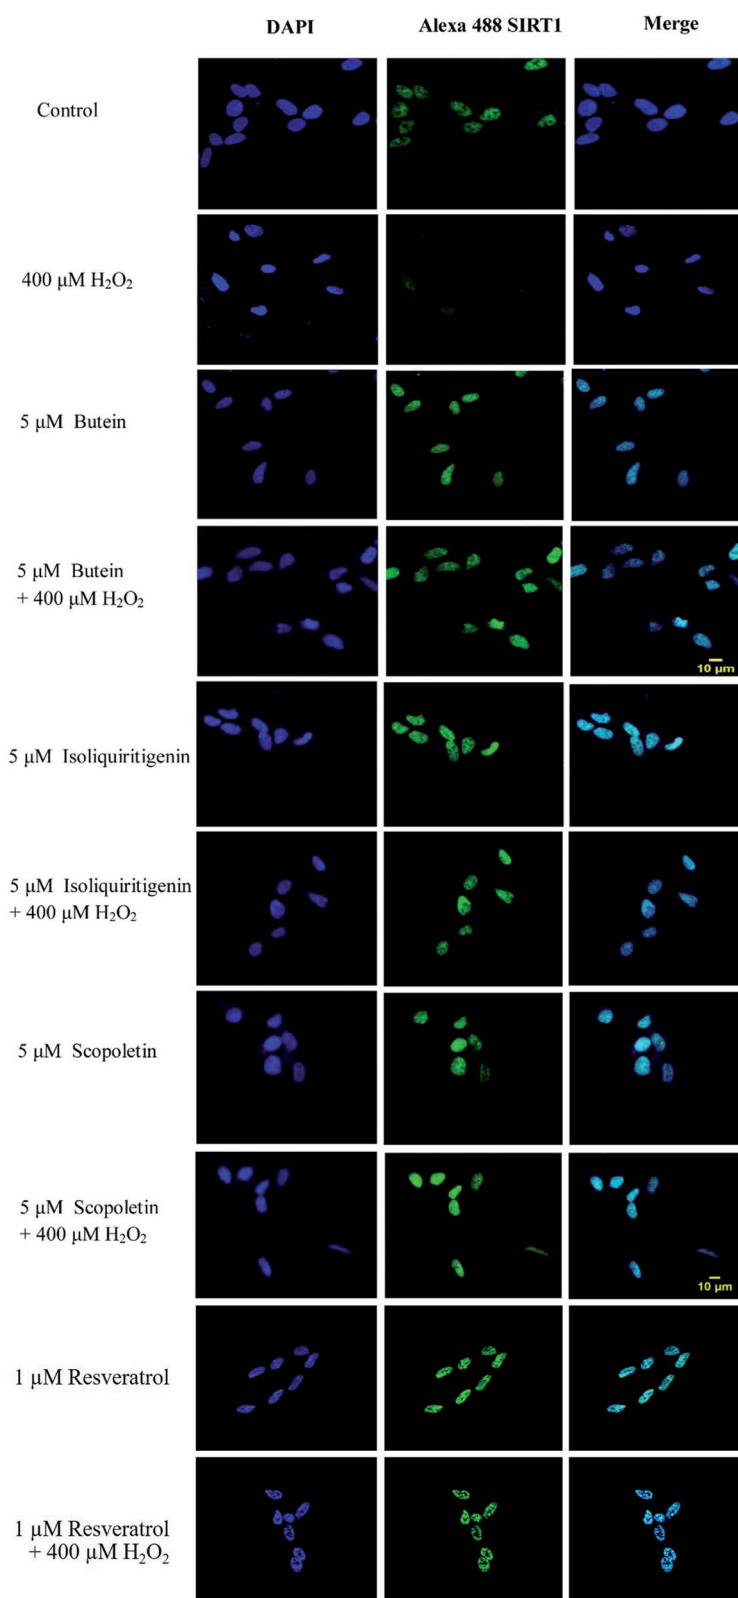 DAPI Alexa 488 SIRT1 Merge
Control
400 µM H₂O₂
5 µM Butein
5 µM Butein
+ 400 µM H₂O₂
10 µm
5 µM Isoliquiritigenin
5 µM Isoliquiritigenin
+ 400 µM H₂O₂
5 µM Scopoletin
5 µM Scopoletin
+ 400 µM H₂O₂
10 µm
1 µM Resveratrol
1 µM Resveratrol
+ 400 µM H₂O₂